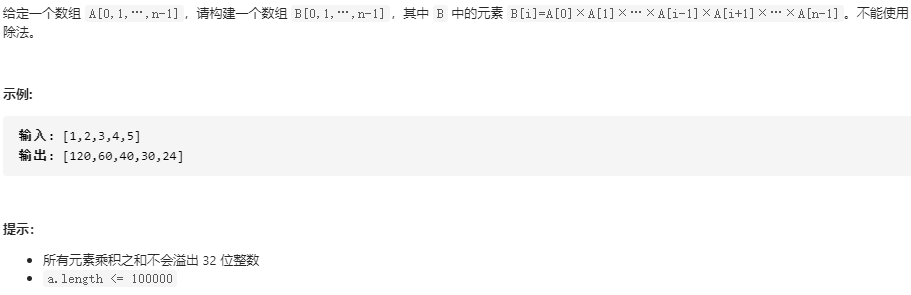 给定一个数组 A[0,1,…,n-1]，请构建一个数组 B[0,1,…,n-1]，其中 B 中的元素 B[i]=A[0]×A[1]×…×A[i-1]×A[i+1]×…×A[n-1]。不能使用
除法。
示例:
输入: [1,2,3,4,5]
输出: [120,60,40,30,24]
提示：
所有元素乘积之和不会溢出 32 位整数
a.length <= 100000